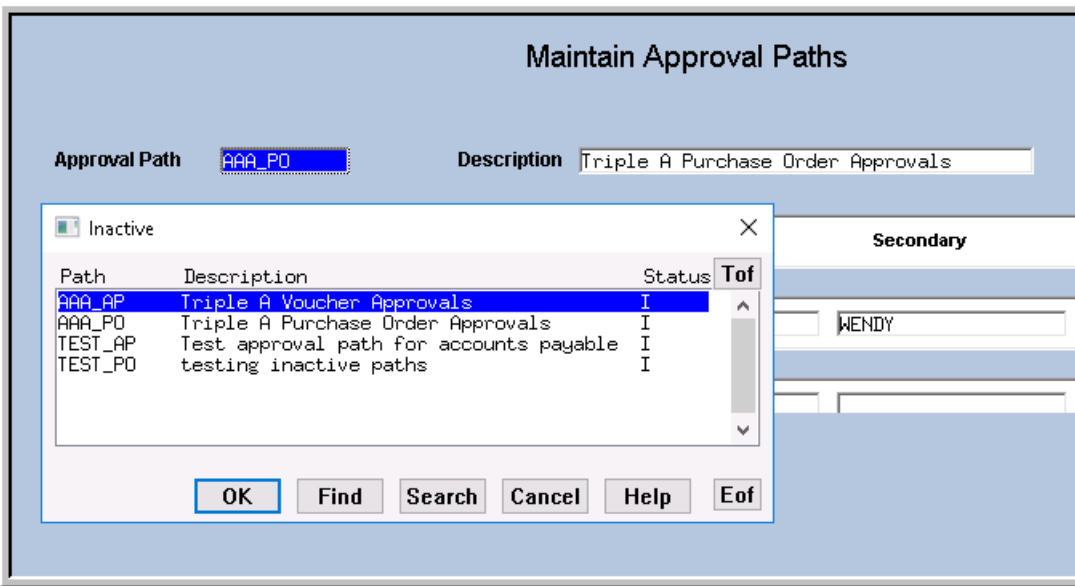 Maintain Approval Paths
Approval Path AAA_PO Description Triple A Purchase Order Approvals
Inactive
Secondary
Path Description Status Tof
AAA_AP Triple A Voucher Approvals I
AAA_PO Triple A Purchase Order Approvals I
WENDY
TEST_AP Test approval path for accounts payable I
TEST_PO testing inactive paths I
OK Find Search Cancel Help Eof